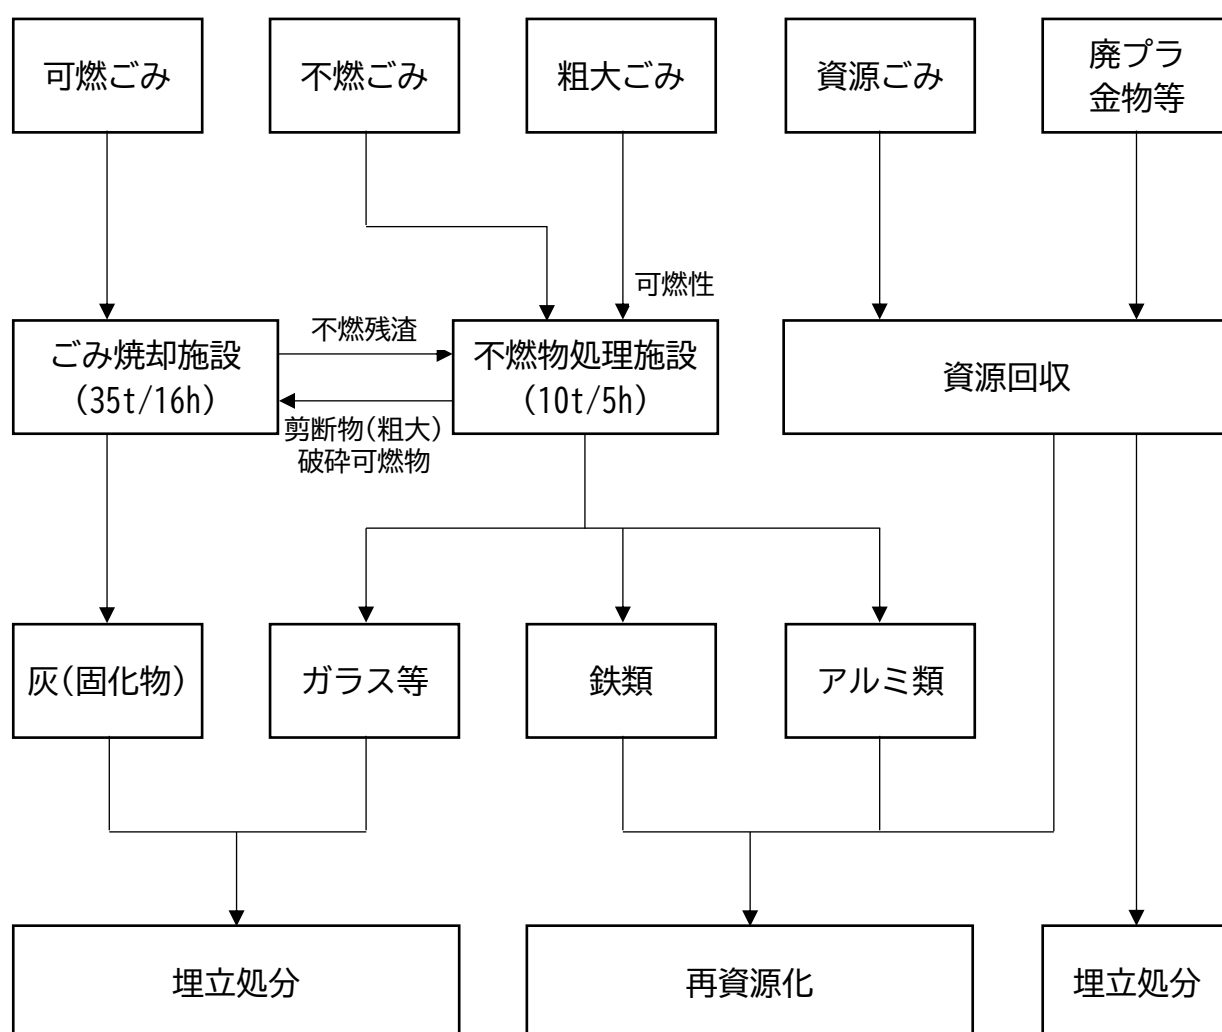 可燃ごみ
不燃ごみ
粗大ごみ
資源ごみ
廃プラ
金物等
可燃性
ごみ焼却施設
(35t/16h)
不燃残渣
剪断物(粗大)
破砕可燃物
不燃物処理施設
(10t/5h)
資源回収
灰(固化物)
ガラス等
鉄類
アルミ類
埋立処分
再資源化
埋立処分